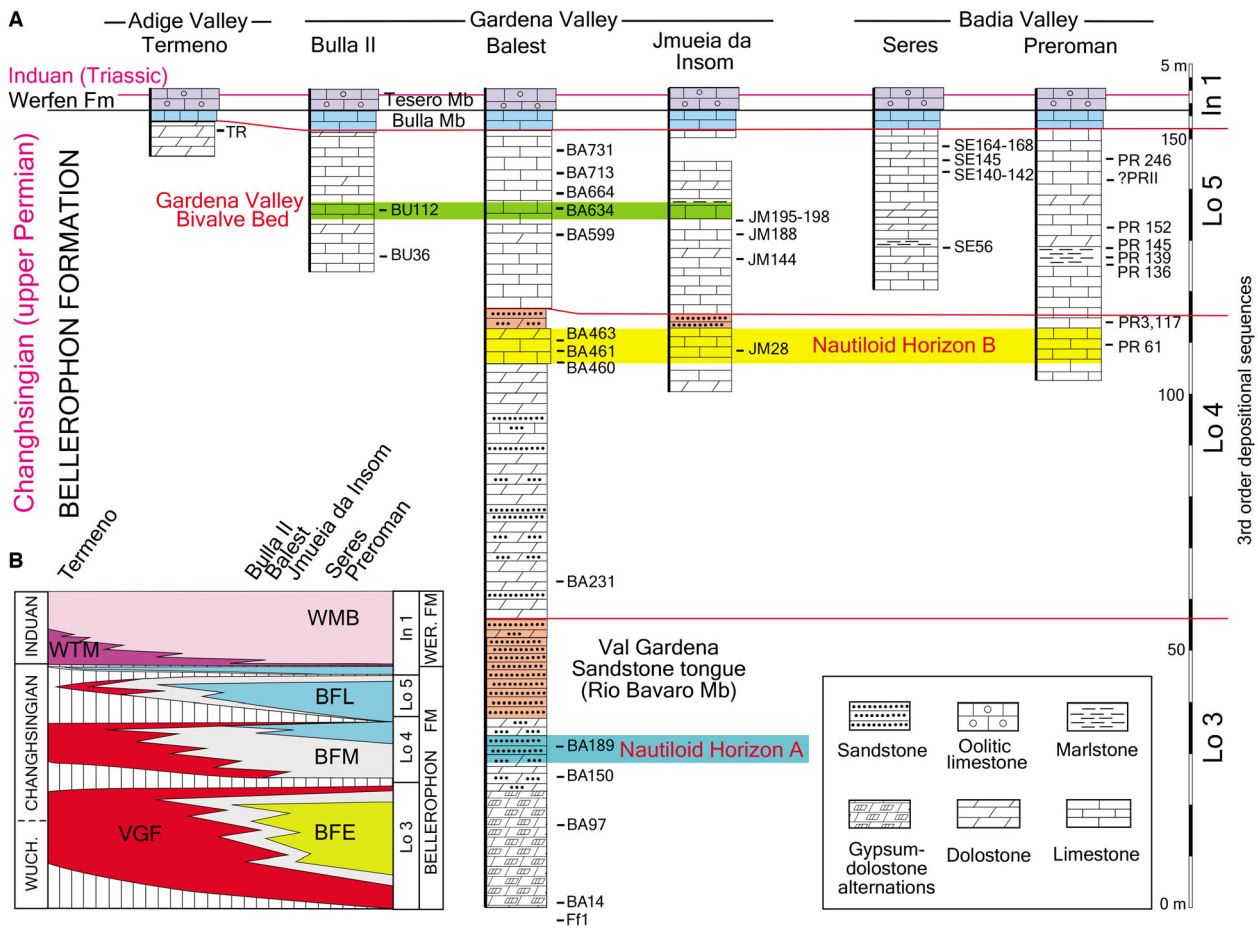 A
Adige Valley
Termeno
Gardena Valley
Bulla II
Balest
Jmueia da
Insom
Badia Valley
Seres
Preroman
5 m
Induan (Triassic)
Werfen Fm
Tesero Mb
Bulla Mb
In 1
Changhsingian (upper Permian)
BELLEROPHON FORMATION
TR
Gardena Valley
Bivalve Bed
BU112
BU36
BA731
BA713
BA664
BA634
BA599
BA463
BA461
BA460
BA231
BA189
BA150
BA97
BA14
Ff1
JM195-198
JM188
JM144
JM28
Nautiloid Horizon B
SE164-168
SE145
SE140-142
SE56
PR 246
?PRII
PR 152
PR 145
PR 139
PR 136
PR3,117
PR 61
150
100
50
0 m
Lo 5
Lo 4
Lo 3
3rd order depositional sequences
Val Gardena
Sandstone tongue
(Rio Bavaro Mb)
Nautiloid Horizon A
Sandstone
Oolitic
limestone
Marlstone
Gypsum-
dolostone
alternations
Dolostone
Limestone
B
Termeno
Bulla II
Balest
Jmueia da Insom
Seres
Preroman
INDUAN
CHANGHSINGIAN
WUCH.
WMB
WTM
BFL
BFM
VGF
BFE
In 1
Lo 5
Lo 4
Lo 3
WER. FM
BELLEROPHON FM